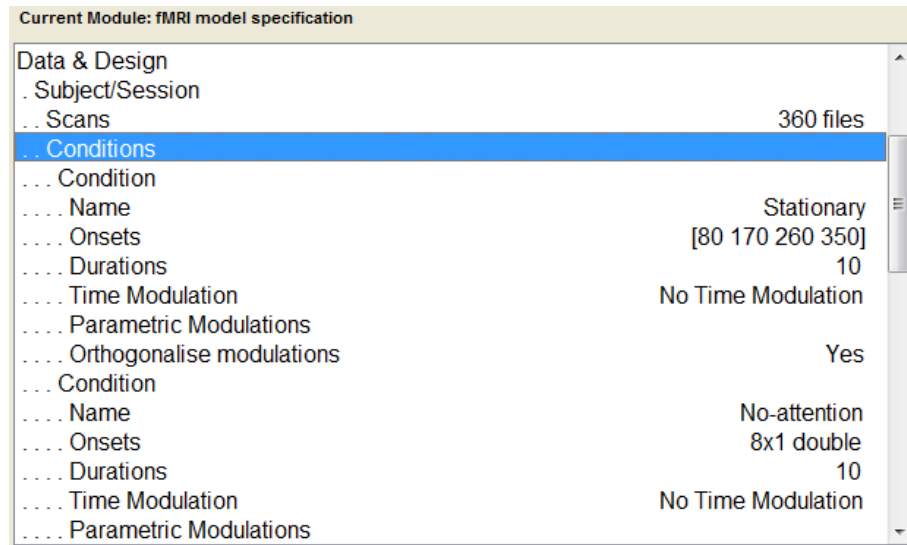 Current Module: fMRI model specification
Data & Design
. Subject/Session
. . Scans 360 files
. . Conditions
. . . Condition
. . . . Name Stationary
. . . . Onsets [80 170 260 350]
. . . . Durations 10
. . . . Time Modulation No Time Modulation
. . . . Parametric Modulations
. . . . Orthogonalise modulations Yes
. . . Condition
. . . . Name No-attention
. . . . Onsets 8x1 double
. . . . Durations 10
. . . . Time Modulation No Time Modulation
. . . . Parametric Modulations